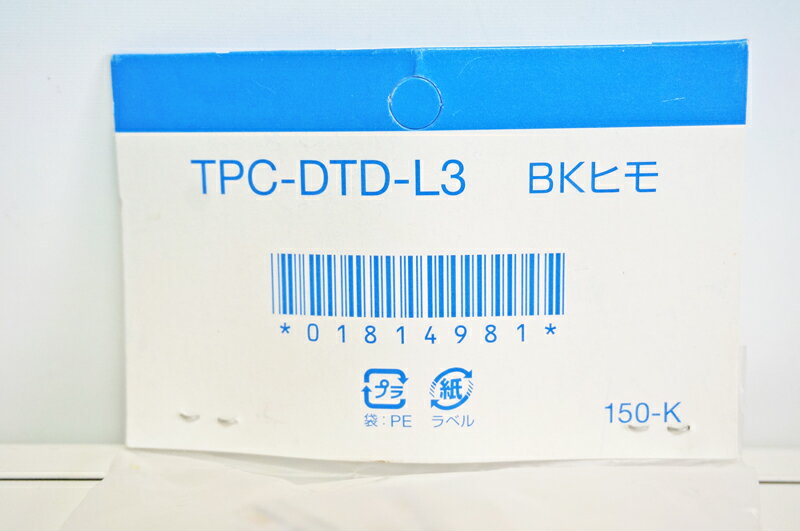 TPC-DTD-L3 BKヒモ
*01814981*
プラ 紙
袋:PE ラベル
150-K